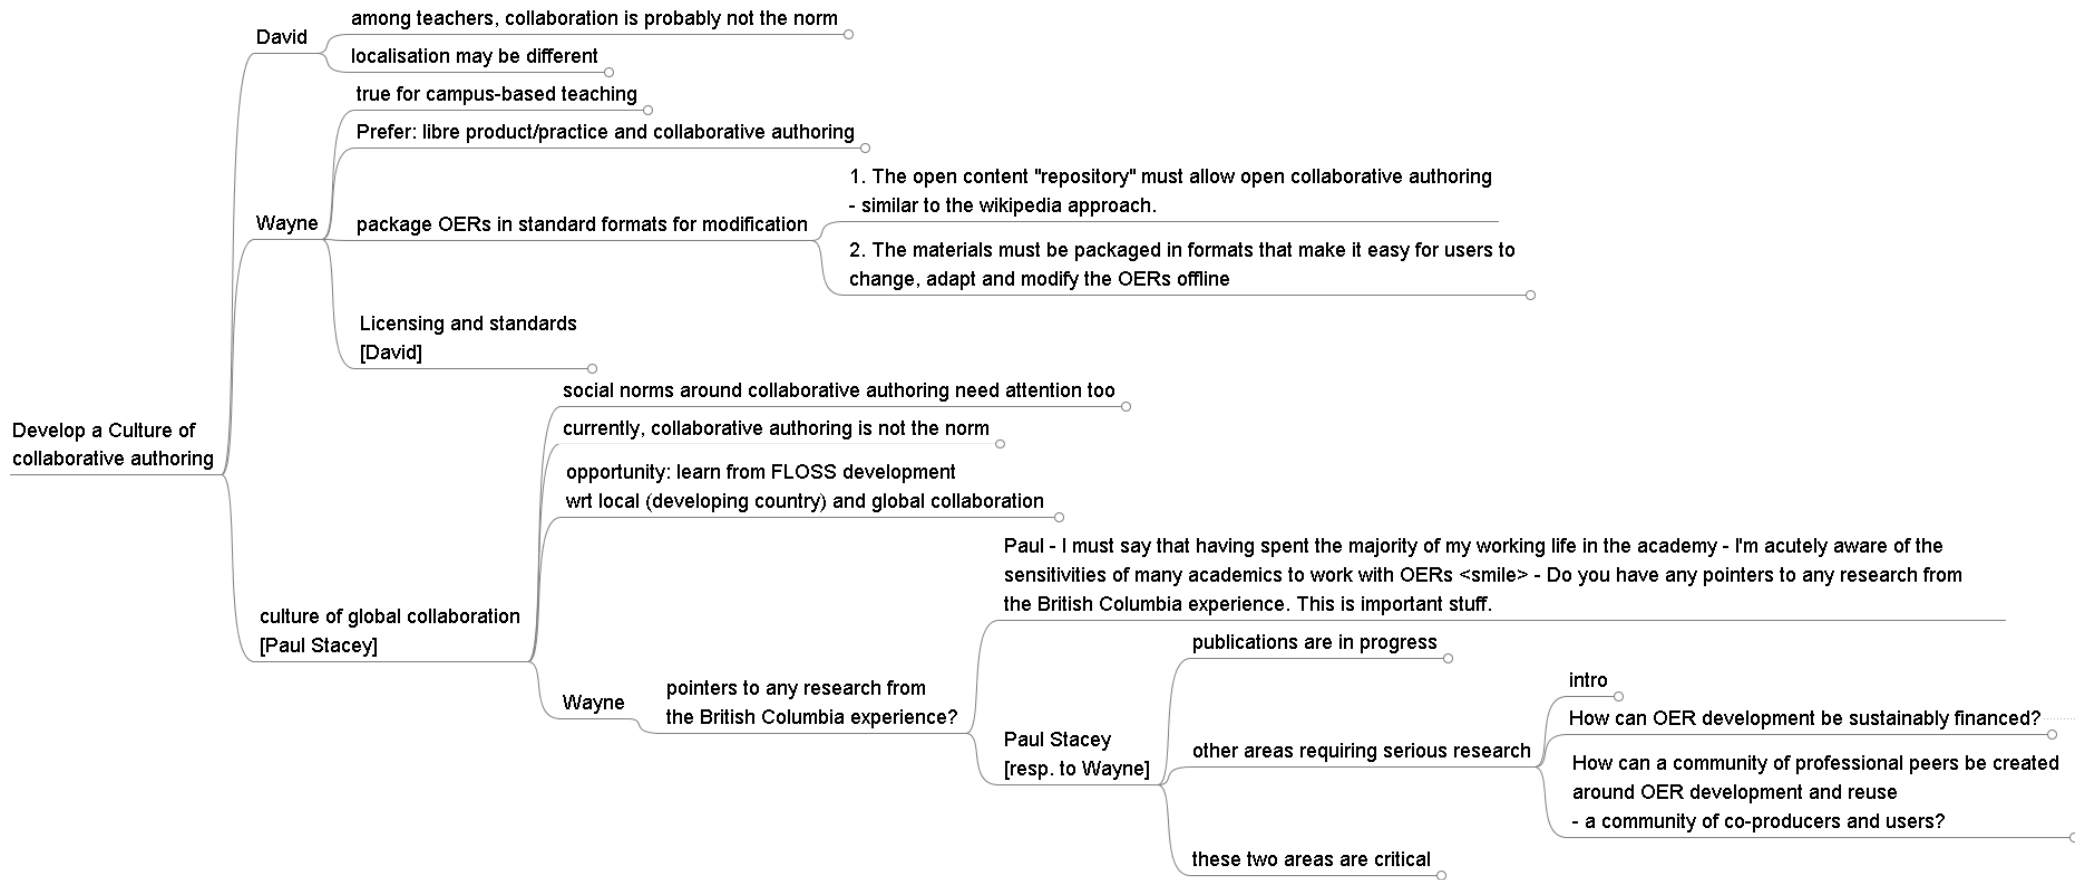 among teachers, collaboration is probably not the norm
David
localisation may be different
true for campus-based teaching
Prefer: libre product/practice and collaborative authoring
1. The open content "repository" must allow open collaborative authoring
- similar to the wikipedia approach.
Wayne
package OERs in standard formats for modification
2. The materials must be packaged in formats that make it easy for users to
change, adapt and modify the OERs offline
Licensing and standards
[David]
Develop a Culture of
collaborative authoring
social norms around collaborative authoring need attention too
currently, collaborative authoring is not the norm
opportunity: learn from FLOSS development
wrt local (developing country) and global collaboration
culture of global collaboration
[Paul Stacey]
Wayne
pointers to any research from
the British Columbia experience?
Paul - I must say that having spent the majority of my working life in the academy - I'm acutely aware of the
sensitivities of many academics to work with OERs <smile> - Do you have any pointers to any research from
the British Columbia experience. This is important stuff.
Paul Stacey
[resp. to Wayne]
publications are in progress
other areas requiring serious research
intro
How can OER development be sustainably financed?
How can a community of professional peers be created
around OER development and reuse
- a community of co-producers and users?
these two areas are critical